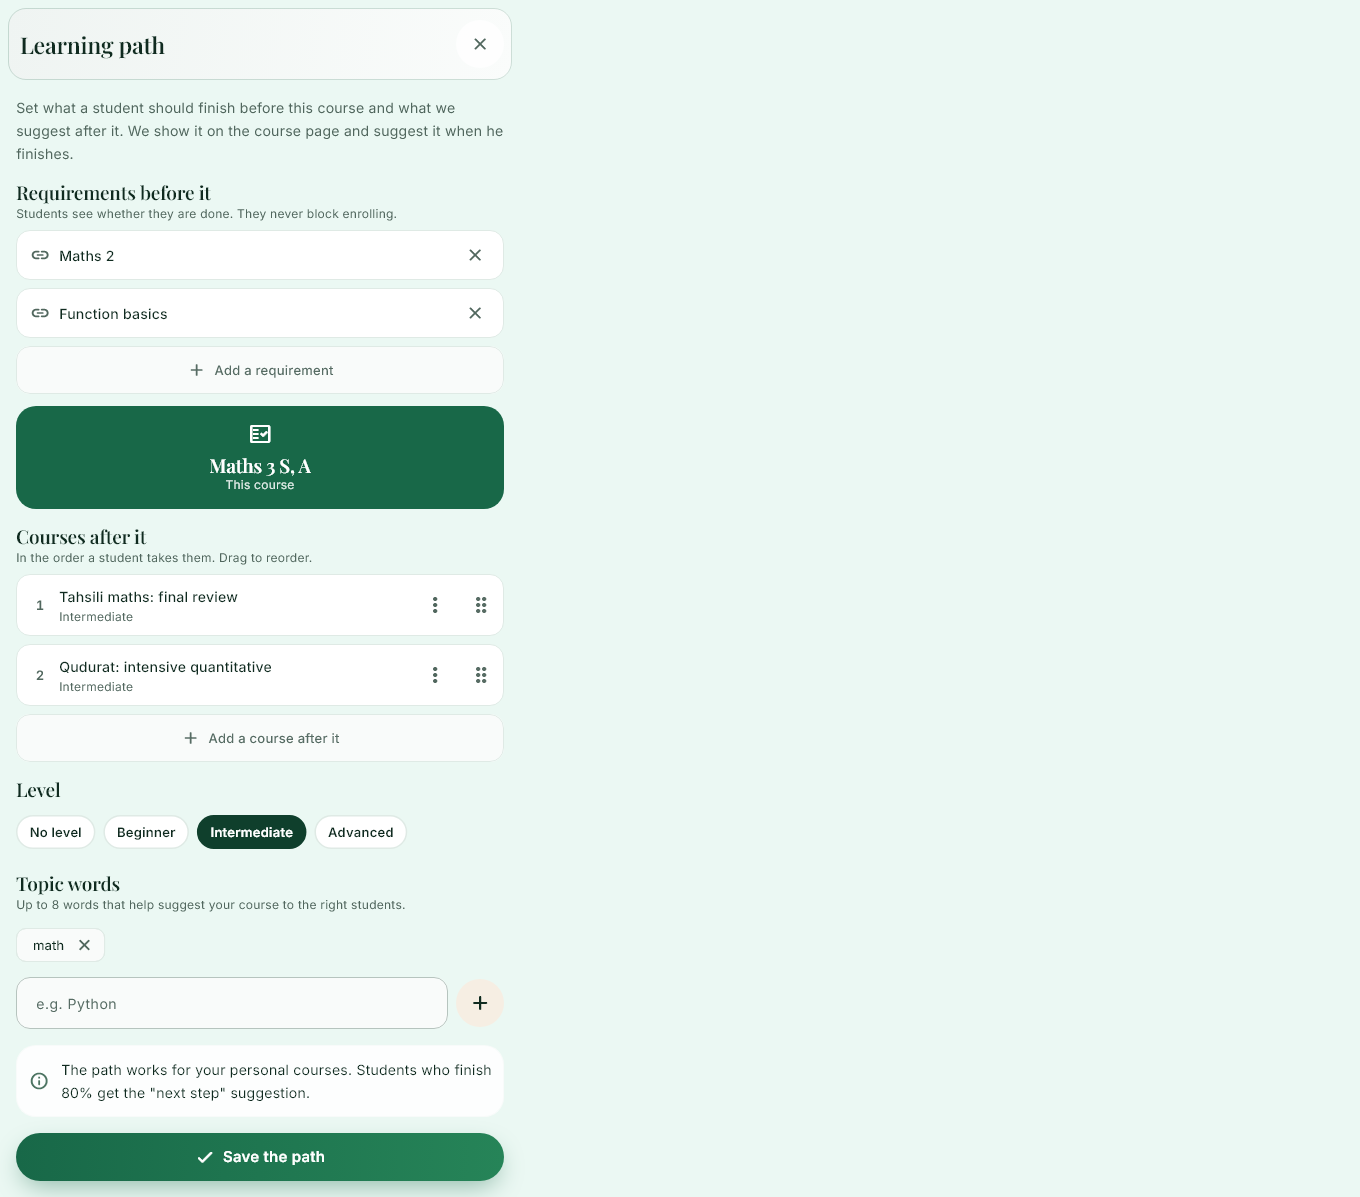 Learning path
Set what a student should finish before this course and what we
suggest after it. We show it on the course page and suggest it when he
finishes.
Requirements before it
Students see whether they are done. They never block enrolling.
Maths 2
Function basics
Add a requirement
Maths 3 S, A
This course
Courses after it
In the order a student takes them. Drag to reorder.
1
Tahsili maths: final review
Intermediate
2
Qudurat: intensive quantitative
Intermediate
Add a course after it
Level
No level Beginner Intermediate Advanced
Topic words
Up to 8 words that help suggest your course to the right students.
math
e.g. Python
The path works for your personal courses. Students who finish
80% get the "next step" suggestion.
Save the path